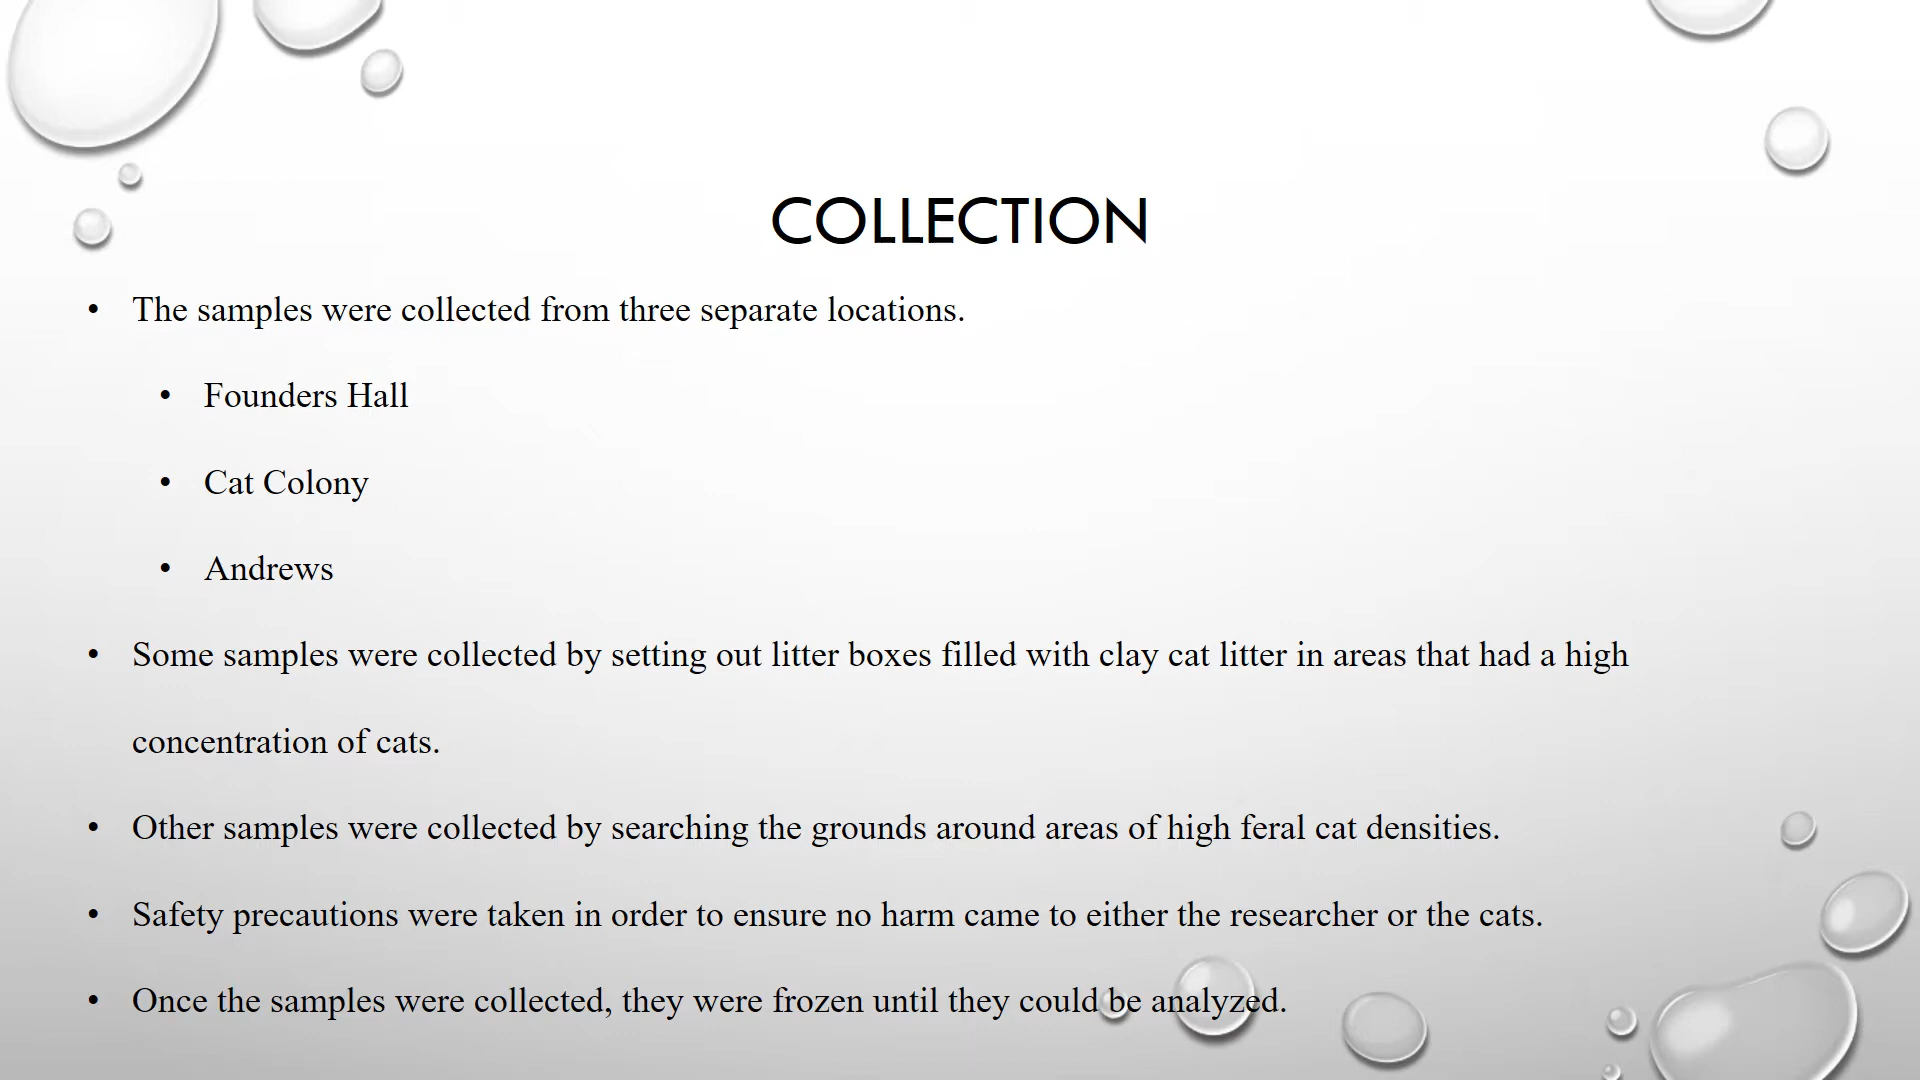 COLLECTION
• The samples were collected from three separate locations.
• Founders Hall
• Cat Colony
• Andrews
• Some samples were collected by setting out litter boxes filled with clay cat litter in areas that had a high
concentration of cats.
• Other samples were collected by searching the grounds around areas of high feral cat densities.
• Safety precautions were taken in order to ensure no harm came to either the researcher or the cats.
• Once the samples were collected, they were frozen until they could be analyzed.